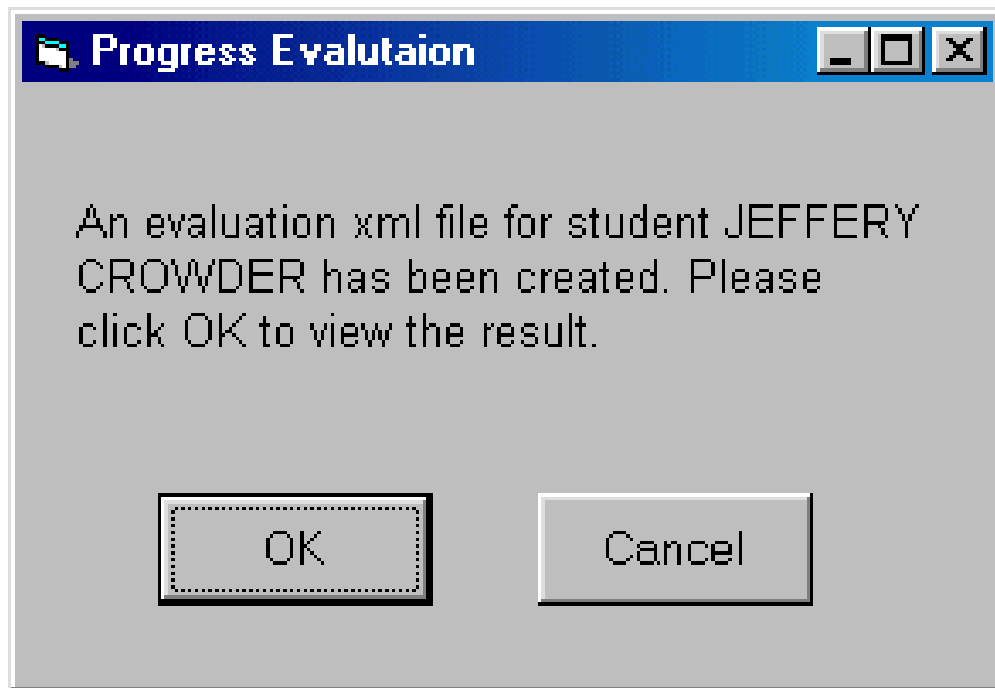 Progress Evalutaion
An evaluation xml file for student JEFFERY
CROWDER has been created. Please
click OK to view the result.
OK Cancel